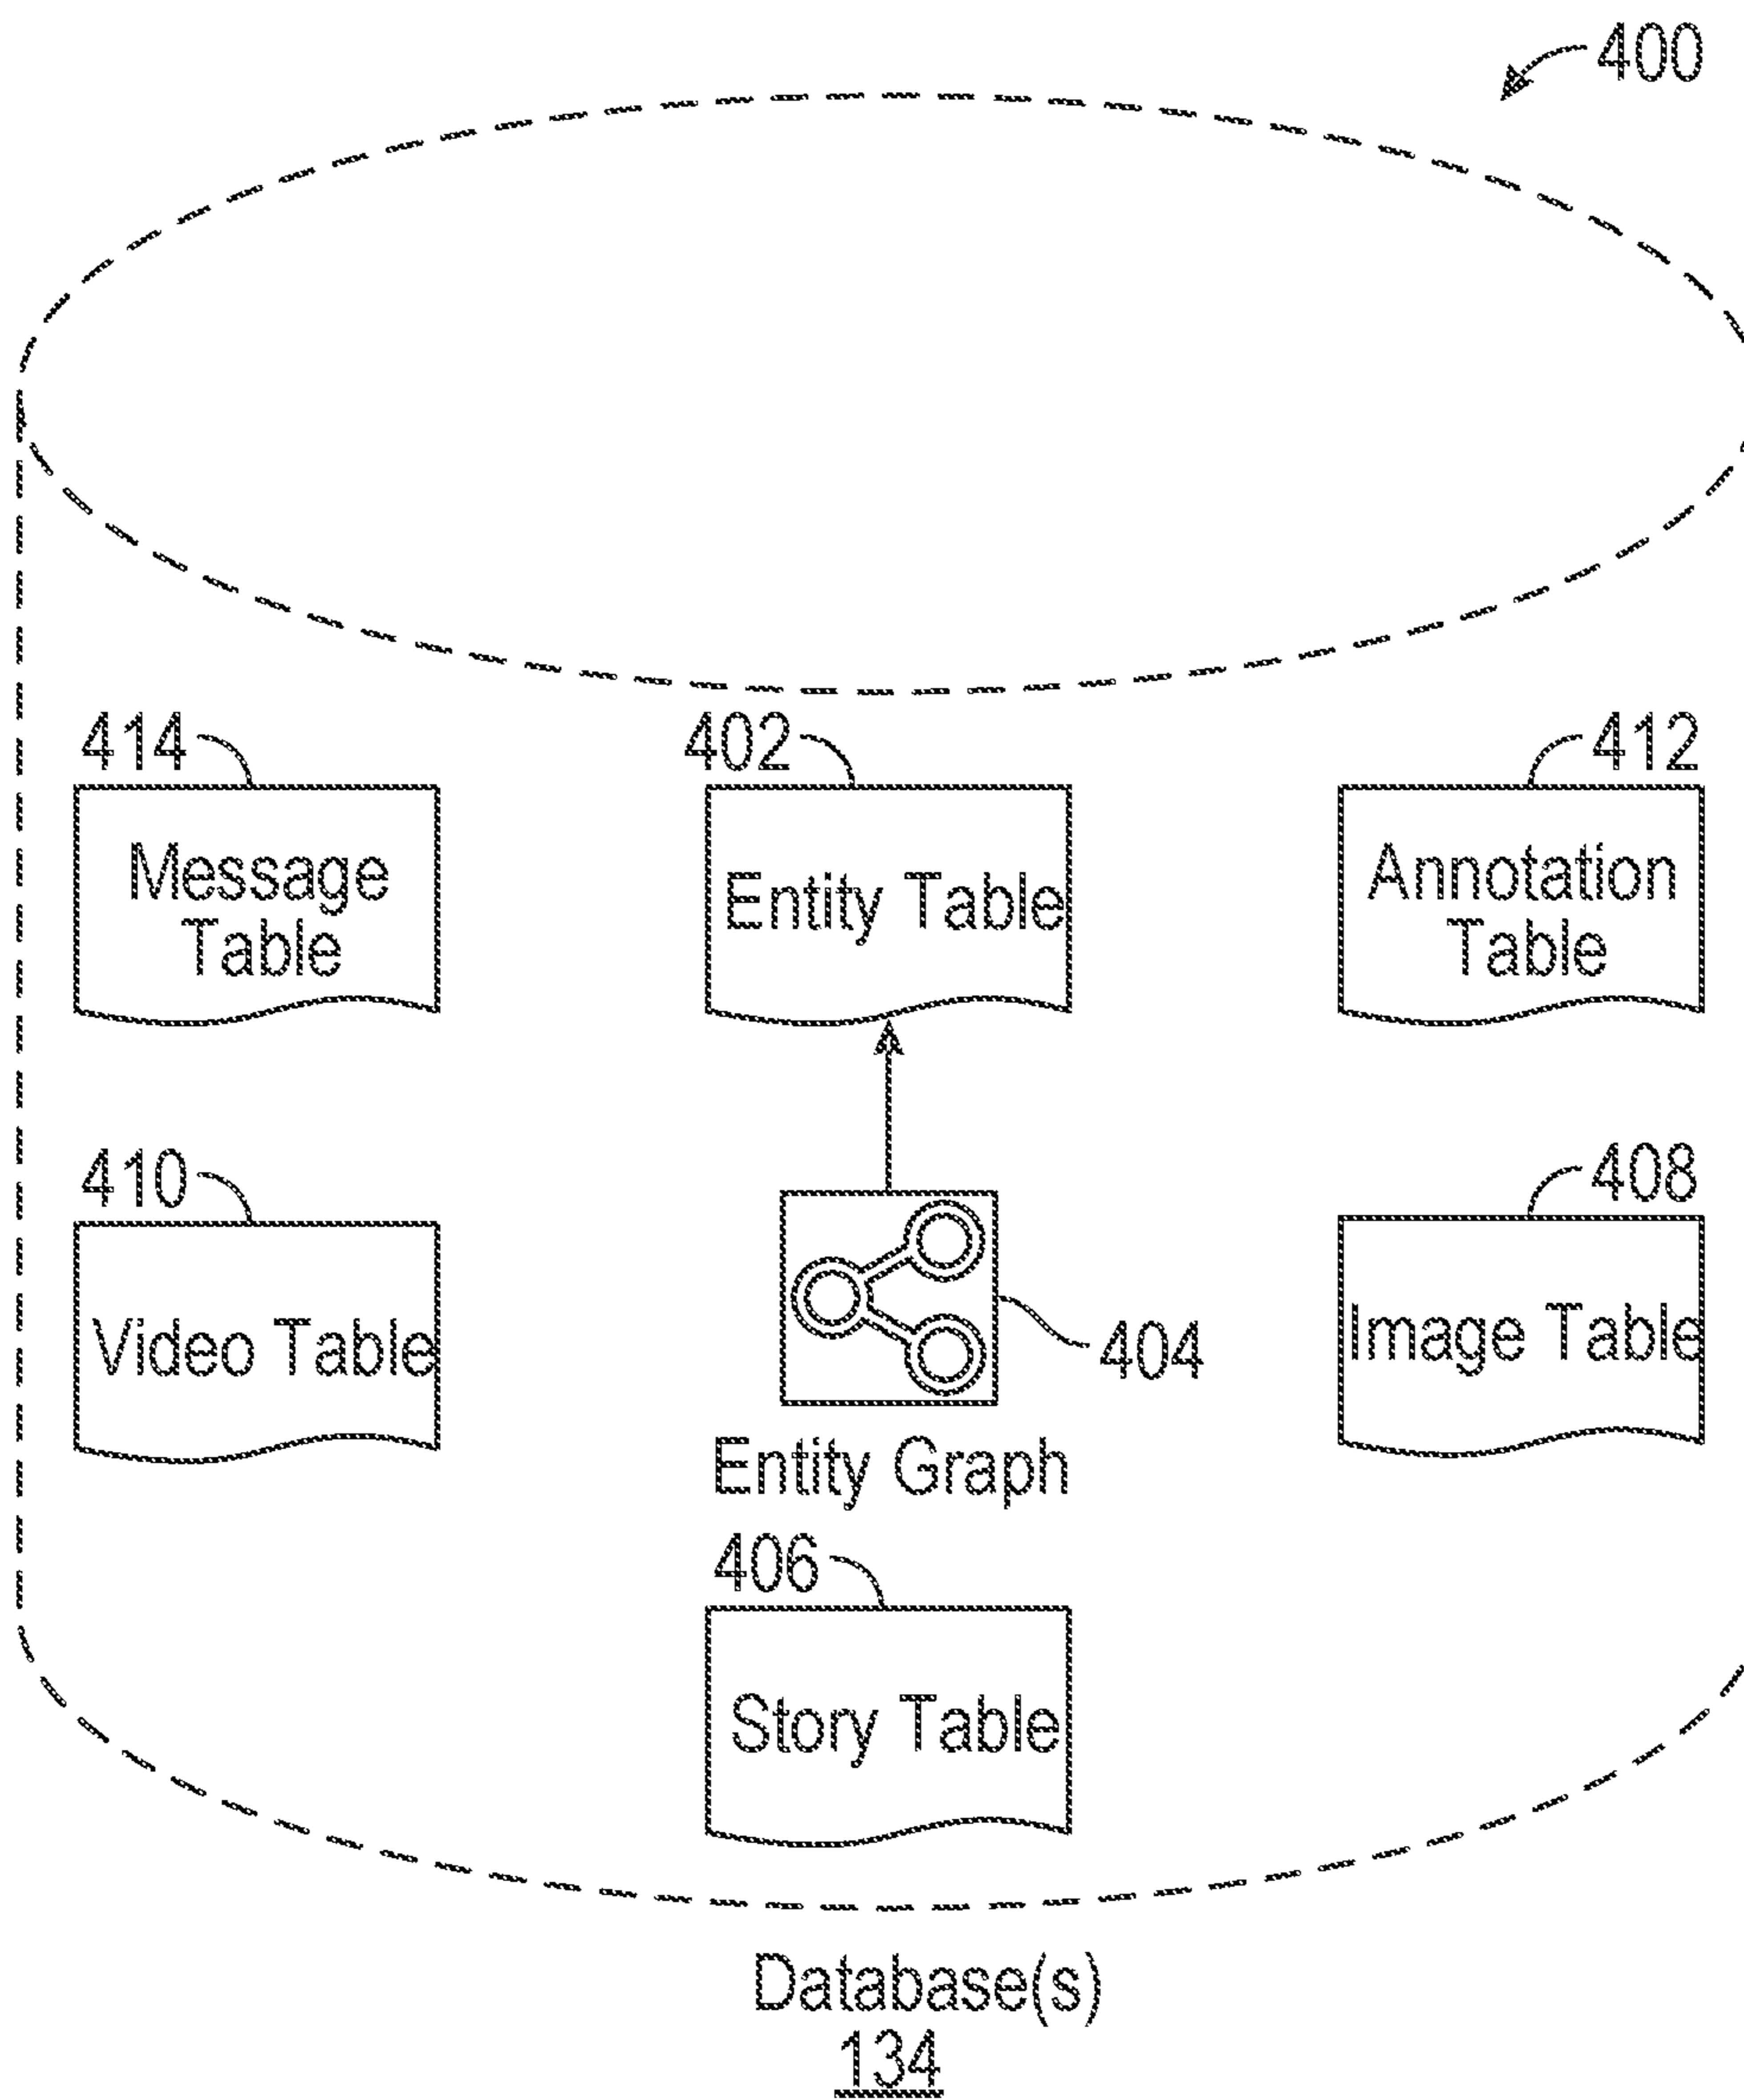 400
414
402
412
Message
Table
Entity Table
Annotation
Table
410
408
Video Table
404
Image Table
Entity Graph
406
Story Table
Database(s)
134